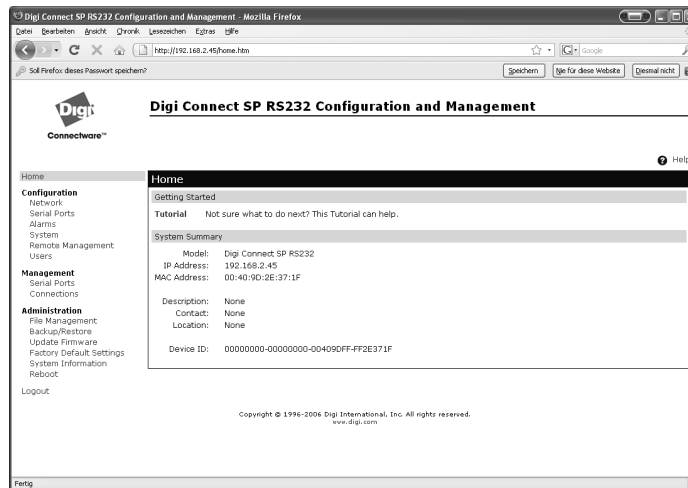 Digi Connect SP RS232 Configuration and Management - Mozilla Firefox
Datei Bearbeiten Ansicht Chronik Lesezeichen Extras Hilfe
http://192.168.2.45/home.htm
Google
Soll Firefox dieses Passwort speichern?
Speichern Nie für diese Website Diesmal nicht
Digi
Connectware™
Digi Connect SP RS232 Configuration and Management
Help
Home
Configuration
Network
Serial Ports
Alarms
System
Remote Management
Users
Management
Serial Ports
Connections
Administration
File Management
Backup/Restore
Update Firmware
Factory Default Settings
System Information
Reboot
Logout
Home
Getting Started
Tutorial Not sure what to do next? This Tutorial can help.
System Summary
Model: Digi Connect SP RS232
IP Address: 192.168.2.45
MAC Address: 00:40:9D:2E:37:1F
Description: None
Contact: None
Location: None
Device ID: 00000000-00000000-00409DFF-FF2E371F
Copyright © 1996-2006 Digi International, Inc. All rights reserved.
www.digi.com
Fertig